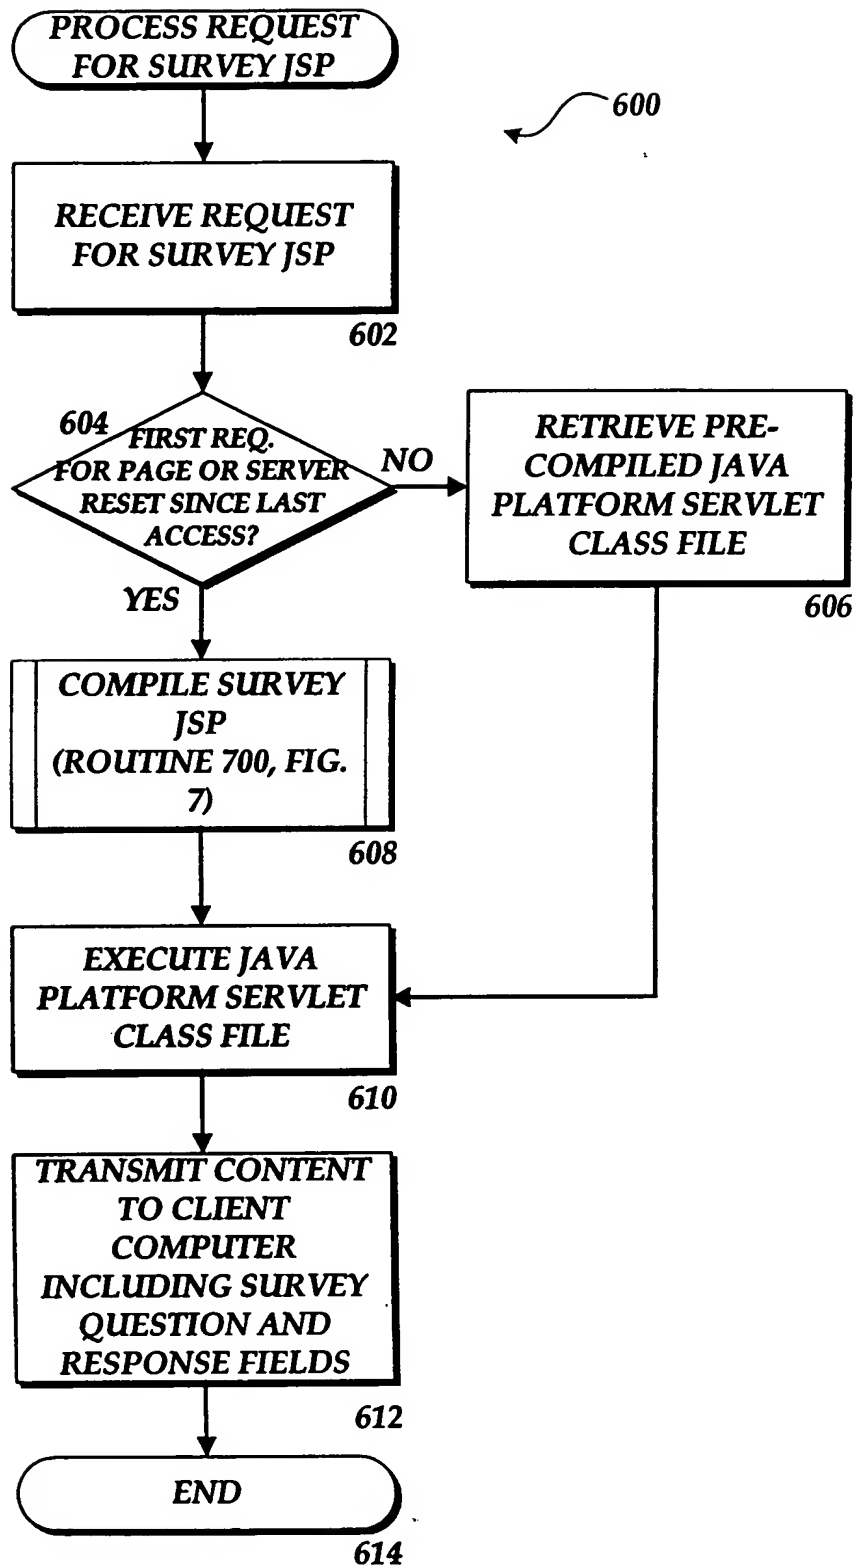 PROCESS REQUEST
FOR SURVEY JSP
600
RECEIVE REQUEST
FOR SURVEY JSP
602
604
FIRST REQ.
FOR PAGE OR SERVER
RESET SINCE LAST
ACCESS?
NO
YES
RETRIEVE PRE-
COMPILED JAVA
PLATFORM SERVLET
CLASS FILE
606
COMPILE SURVEY
JSP
(ROUTINE 700, FIG.
7)
608
EXECUTE JAVA
PLATFORM SERVLET
CLASS FILE
610
TRANSMIT CONTENT
TO CLIENT
COMPUTER
INCLUDING SURVEY
QUESTION AND
RESPONSE FIELDS
612
END
614